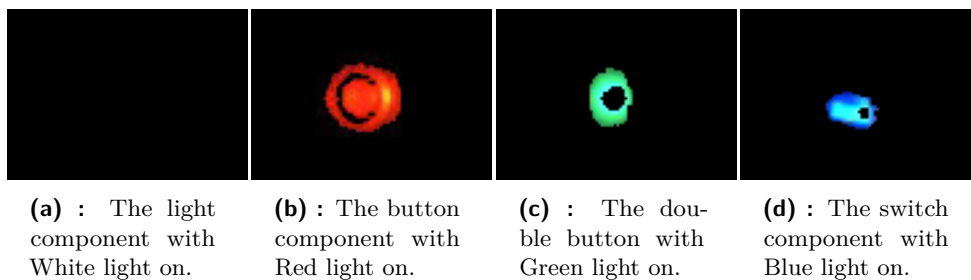 (a) : The light
component with
White light on.
(b) : The button
component with
Red light on.
(c) : The dou-
ble button with
Green light on.
(d) : The switch
component with
Blue light on.